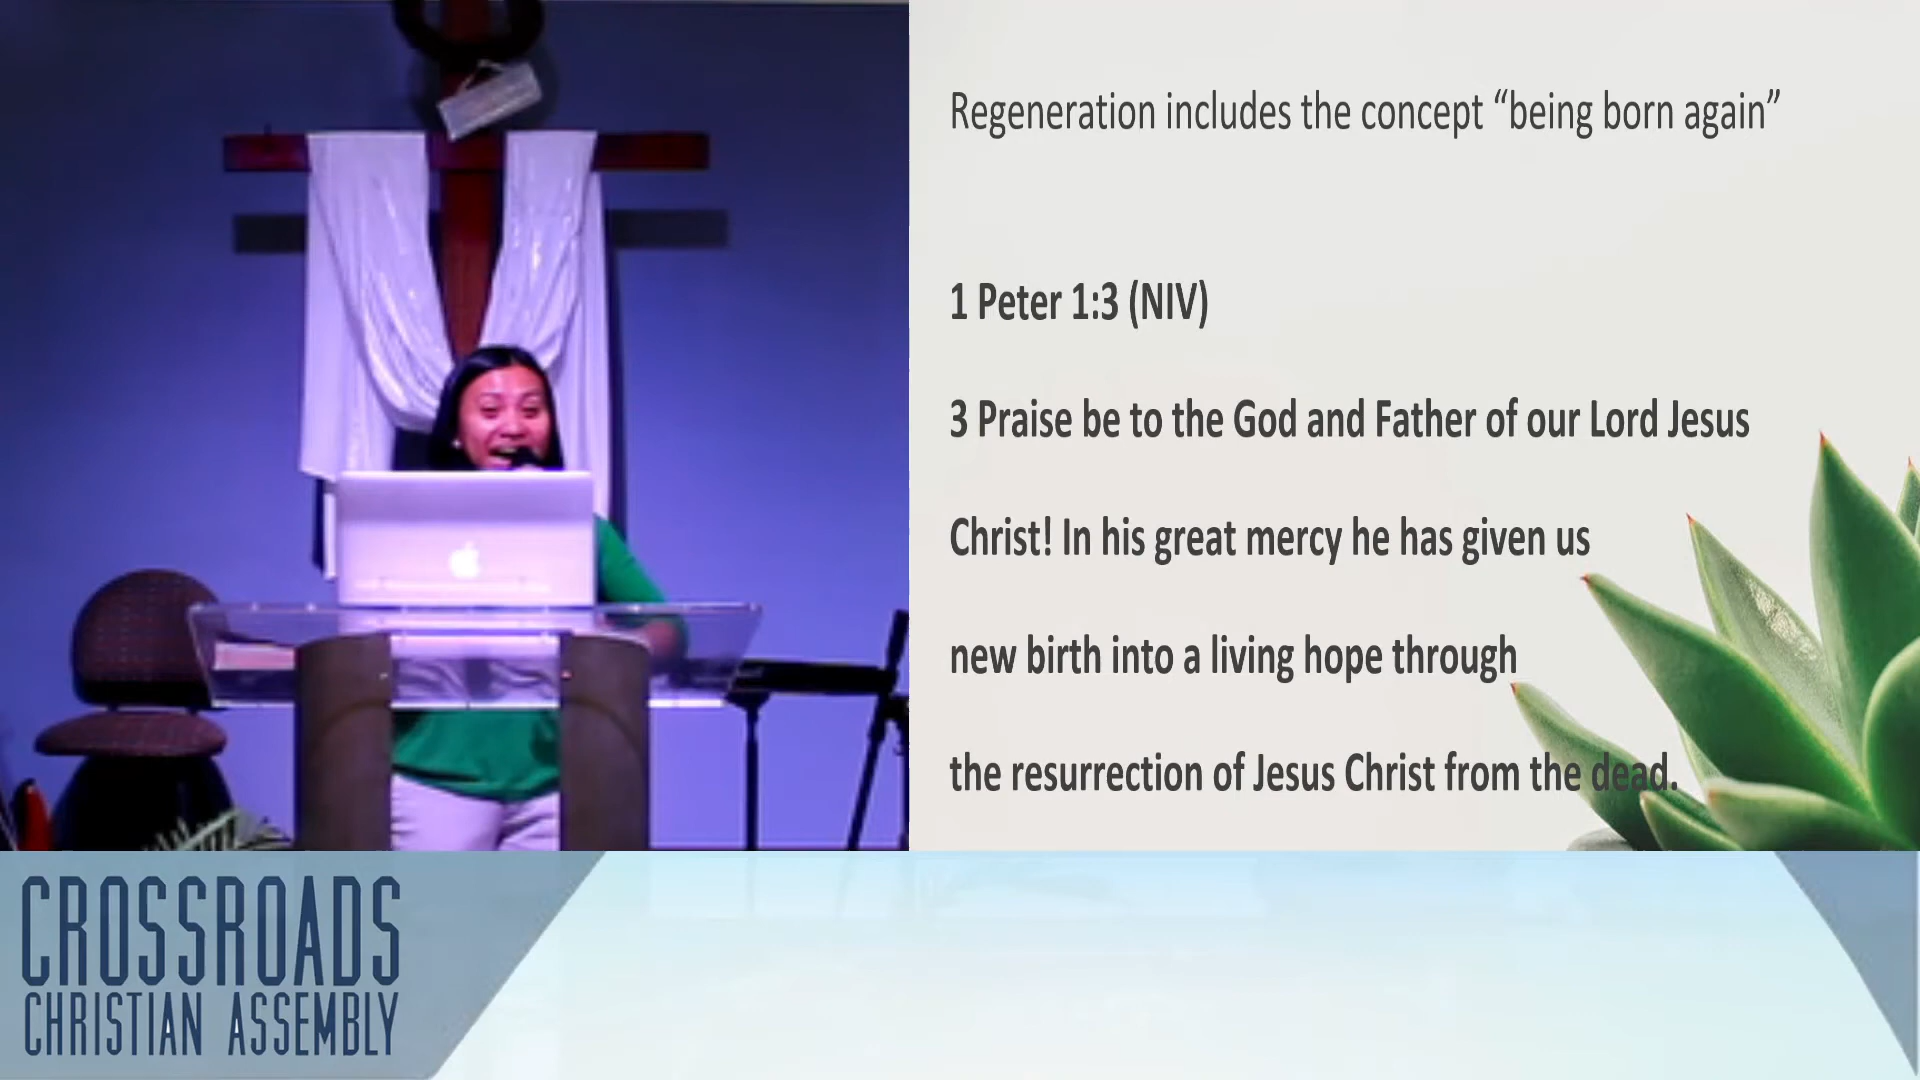 Regeneration includes the concept “being born again”
1 Peter 1:3 (NIV)
3 Praise be to the God and Father of our Lord Jesus
Christ! In his great mercy he has given us
new birth into a living hope through
the resurrection of Jesus Christ from the dead.
CROSSROADS
CHRISTIAN ASSEMBLY